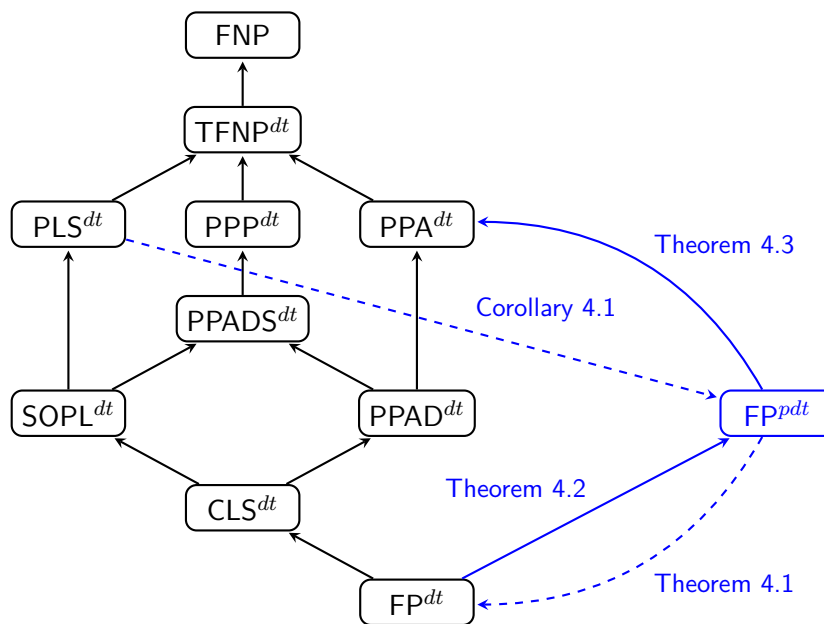 FNP
TFNP^{dt}
PLS^{dt}
PPP^{dt}
PPA^{dt}
Theorem 4.3
Corollary 4.1
PPADS^{dt}
SOPL^{dt}
PPAD^{dt}
FP^{pdt}
Theorem 4.2
CLS^{dt}
Theorem 4.1
FP^{dt}